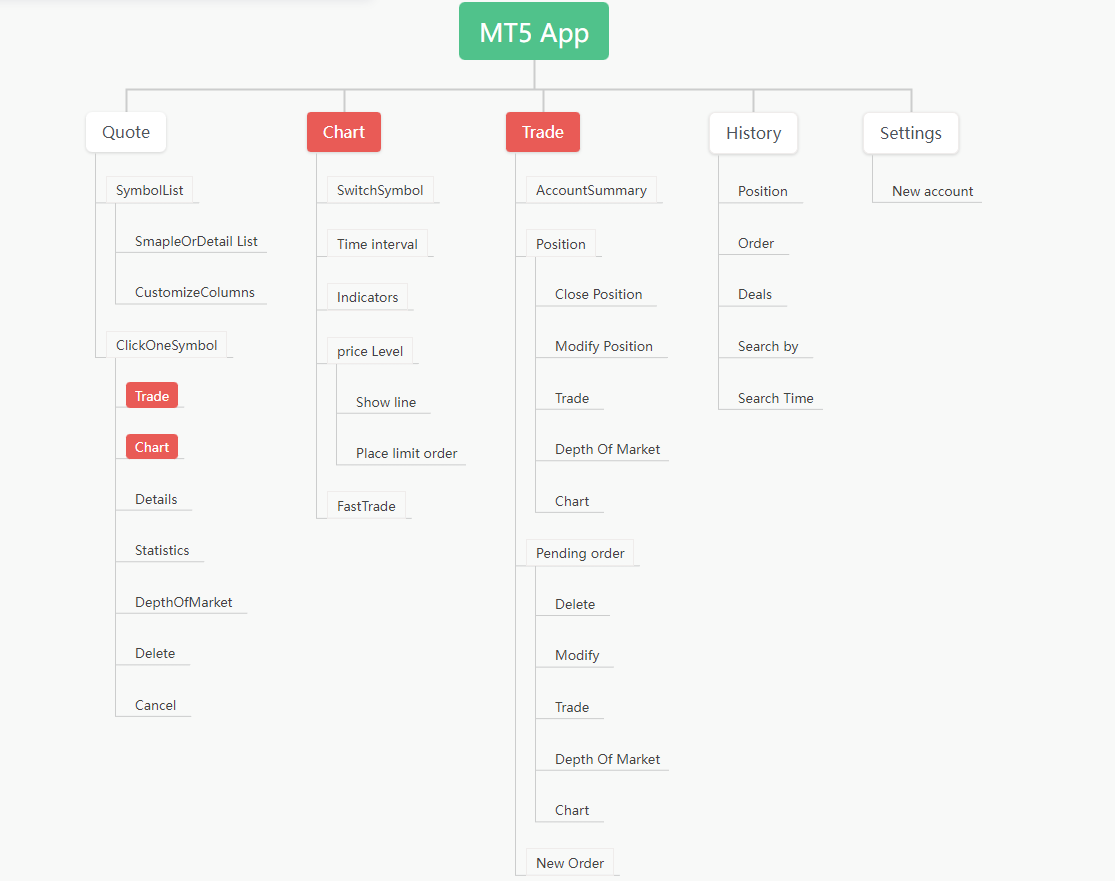 MT5 App
Quote
SymbolList
SmapleOrDetail List
CustomizeColumns
ClickOneSymbol
Trade
Chart
Details
Statistics
DepthOfMarket
Delete
Cancel
Chart
SwitchSymbol
Time interval
Indicators
price Level
Show line
Place limit order
FastTrade
Trade
AccountSummary
Position
Close Position
Modify Position
Trade
Depth Of Market
Chart
Pending order
Delete
Modify
Trade
Depth Of Market
Chart
New Order
History
Position
Order
Deals
Search by
Search Time
Settings
New account